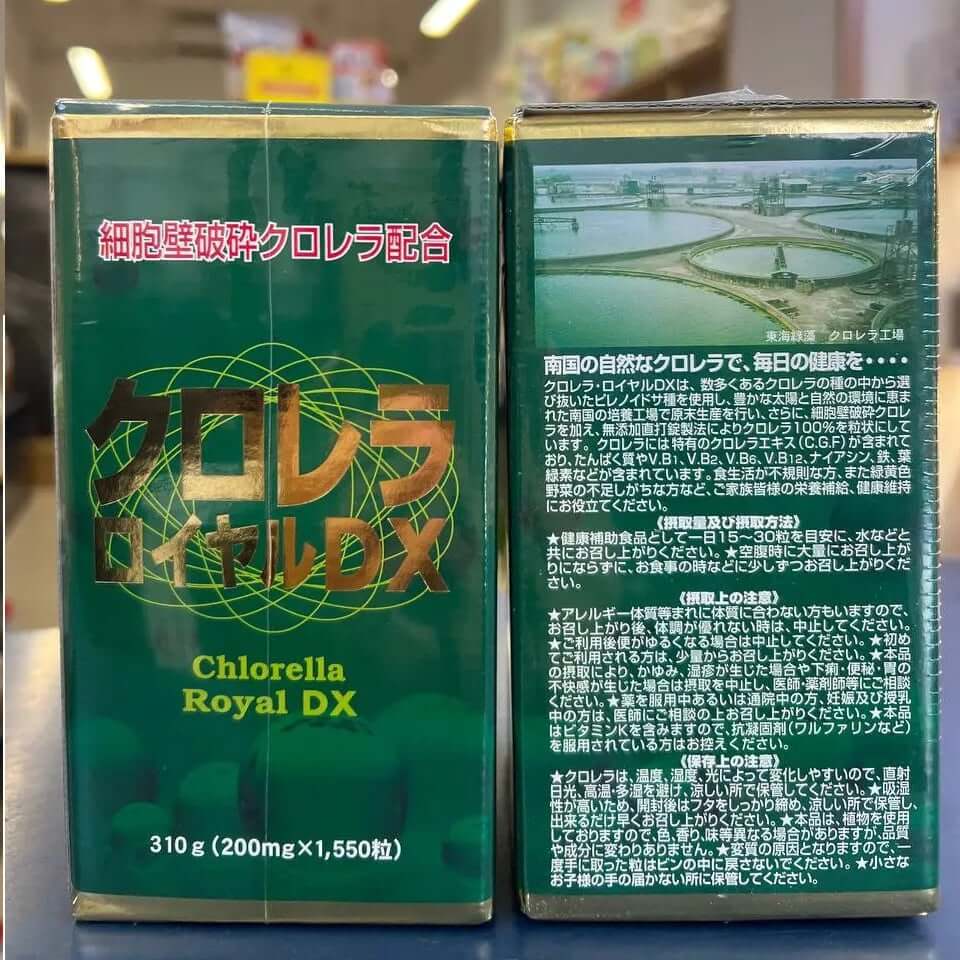 細胞壁破砕クロレラ配合
クロレラ
ロイヤルDX
Chlorella
Royal DX
310g(200mg×1,550粒)
東海緑藻 クロレラ工場
南国の自然なクロレラで、毎日の健康を・・・・
クロレラ・ロイヤルDXは、数多くあるクロレラの種の中から選
び抜いたピレノイドサ種を使用し、豊かな太陽と自然の環境に恵ま
れた南国の培養工場で原末生産を行い、さらに、細胞壁破砕クロレ
ラを加え、無添加直打錠製法によりクロレラ100%を粒状にして
います。クロレラには特有のクロレラエキス(C.G.F)が含まれて
おり、たんぱく質やV.B1、V.B2、V.B6、V.B12、ナイアシン、鉄、葉
緑素などが含まれています。食生活が不規則な方、また緑黄色
野菜の不足しがちな方など、ご家族皆様の栄養補給、健康維持
にお役立てください。
《摂取量及び摂取方法》
★健康補助食品として一日15～30粒を目安に、水などと
共にお召し上がりください。★空腹時に大量にお召し上が
りにならずに、お食事の時などに少しずつお召し上がりくださ
い。
《摂取上の注意》
★アレルギー体質等まれに体質に合わない方もいますので、
お召し上がり後、体調が優れない時は、中止してください。
★ご利用後便がゆるくなる場合は中止してください。★初め
てご利用される方は、少量からお召し上がりください。★本品
の摂取により、かゆみ、湿疹が生じた場合や下痢・便秘・胃の
不快感が生じた場合は摂取を中止し、医師・薬剤師等にご相談
ください。★薬を服用中あるいは通院中の方、妊娠及び授乳
中の方は、医師にご相談の上お召し上がりください。★本品
はビタミンKを含みますので、抗凝固剤(ワルファリンなど)
を服用されている方はお控えください。
《保存上の注意》
★クロレラは、温度、湿度、光によって変化しやすいので、直射
日光、高温・多湿を避け、涼しい所で保管してください。★吸湿
性が高いため、開封後はフタをしっかり締め、涼しい所で保管し、
出来るだけ早くお召し上がりください。★本品は、植物を使用
しておりますので、色、香り、味等異なる場合がありますが、品質
や成分に変わりありません。★変質の原因となりますので、一
度手に取った粒はビンの中に戻さないでください。★小さな
お子様の手の届かない所に保管してください。